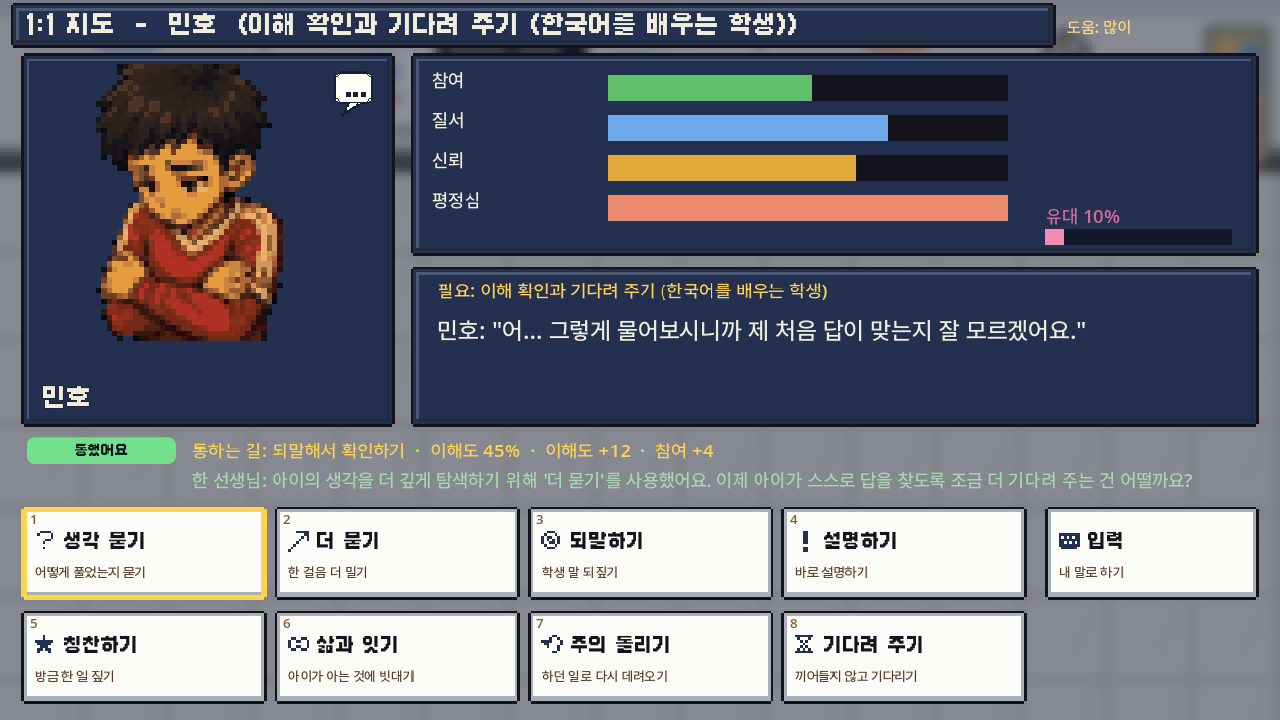 1:1 지도 - 민호 (이해 확인과 기다려 주기 (한국어를 배우는 학생))
도움: 많이
...
민호
참여
질서
신뢰
평정심
유대 10%
필요: 이해 확인과 기다려 주기 (한국어를 배우는 학생)
민호: "어... 그렇게 물어보시니까 제 처음 답이 맞는지 잘 모르겠어요."
통했어요
통하는 길: 되말해서 확인하기 · 이해도 45% · 이해도 +12 · 참여 +4
한 선생님: 아이의 생각을 더 깊게 탐색하기 위해 '더 묻기'를 사용했어요. 이제 아이가 스스로 답을 찾도록 조금 더 기다려 주는 건 어떨까요?
1
? 생각 묻기
어떻게 풀었는지 묻기
2
더 묻기
한 걸음 더 밀기
3
되말하기
학생 말 되짚기
4
! 설명하기
바로 설명하기
입력
내 말로 하기
5
칭찬하기
방금 한 일 짚기
6
삶과 잇기
아이가 아는 것에 빗대기
7
주의 돌리기
하던 일로 다시 데려오기
8
기다려 주기
끼어들지 않고 기다리기